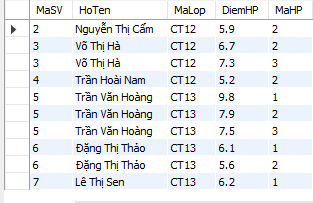 MaSV HoTen MaLop DiemHP MaHP
2 Nguyễn Thị Cẩm CT12 5.9 2
3 Võ Thị Hà CT12 6.7 2
3 Võ Thị Hà CT12 7.3 3
4 Trần Hoài Nam CT12 5.2 2
5 Trần Văn Hoàng CT13 9.8 1
5 Trần Văn Hoàng CT13 7.9 2
5 Trần Văn Hoàng CT13 7.5 3
6 Đặng Thị Thảo CT13 6.1 1
6 Đặng Thị Thảo CT13 5.6 2
7 Lê Thị Sen CT13 6.2 1